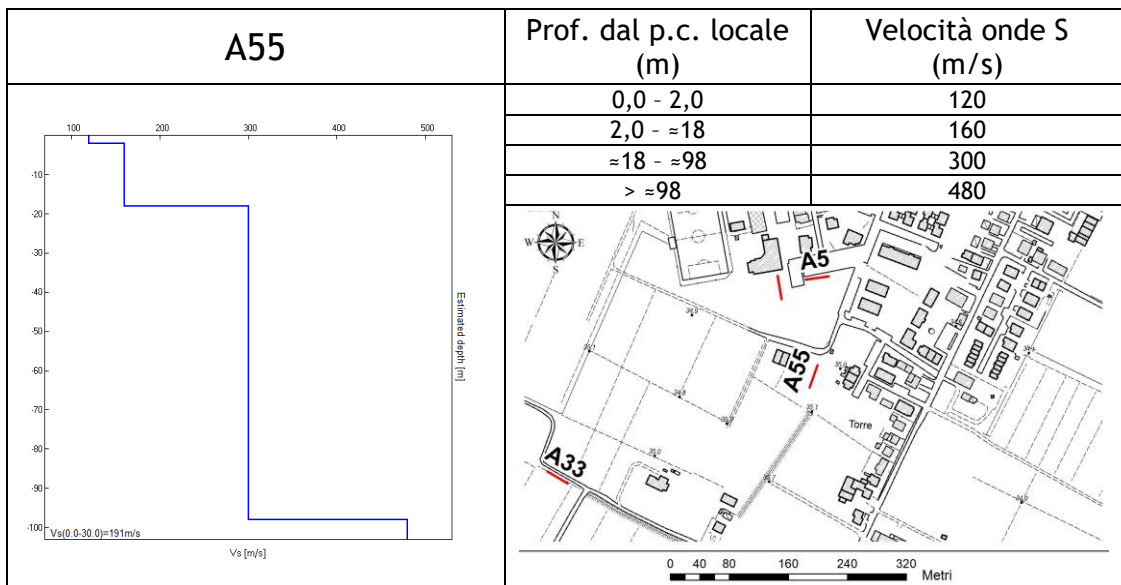 A55
Prof. dal p.c. locale
(m)
Velocità onde S
(m/s)
0,0 – 2,0
120
2,0 – ≈18
160
≈18 – ≈98
300
> ≈98
480
100 200 300 400 500
-10
-20
-30
-40
-50
-60
-70
-80
-90
-100
Estimated depth [m]
Vs(0.0-30.0)=191m/s
Vs [m/s]
N
W E
S
A5
A55
A33
Torre
35.1
0 40 80 160 240 320
Metri